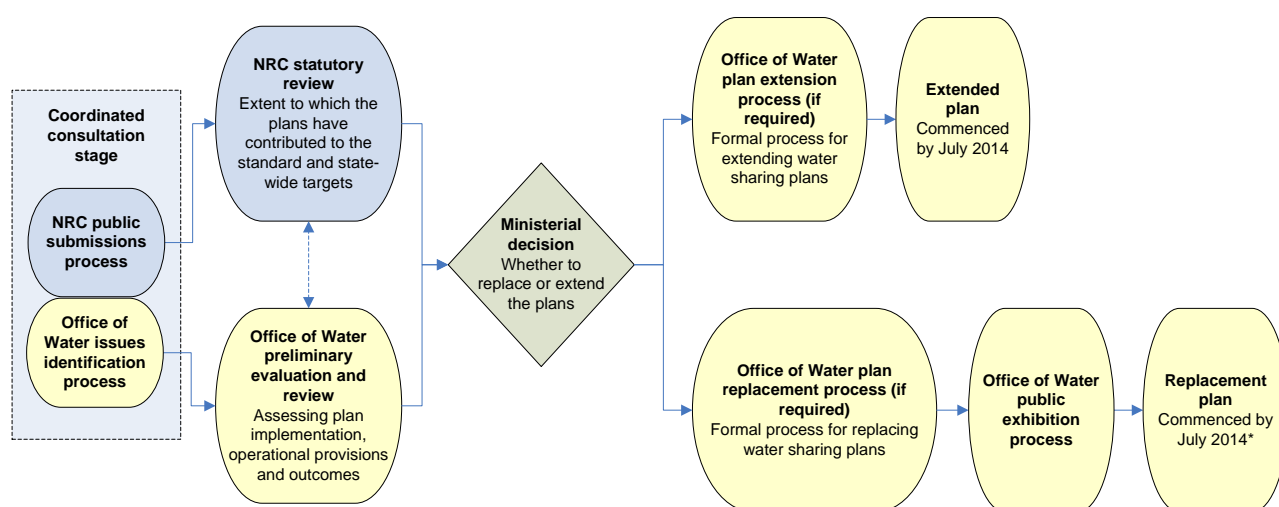 Coordinated
consultation
stage
NRC public
submissions
process
Office of
Water issues
identification
process
NRC statutory
review
Extent to which the
plans have
contributed to the
standard and state-
wide targets
Office of Water
preliminary
evaluation and
review
Assessing plan
implementation,
operational provisions
and outcomes
Ministerial
decision
Whether to
replace or extend
the plans
Office of Water
plan extension
process (if
required)
Formal process for
extending water
sharing plans
Extended
plan
Commenced
by July 2014
Office of Water plan
replacement process (if
required)
Formal process for replacing
water sharing plans
Office of Water
public
exhibition
process
Replacement
plan
Commenced by
July 2014*